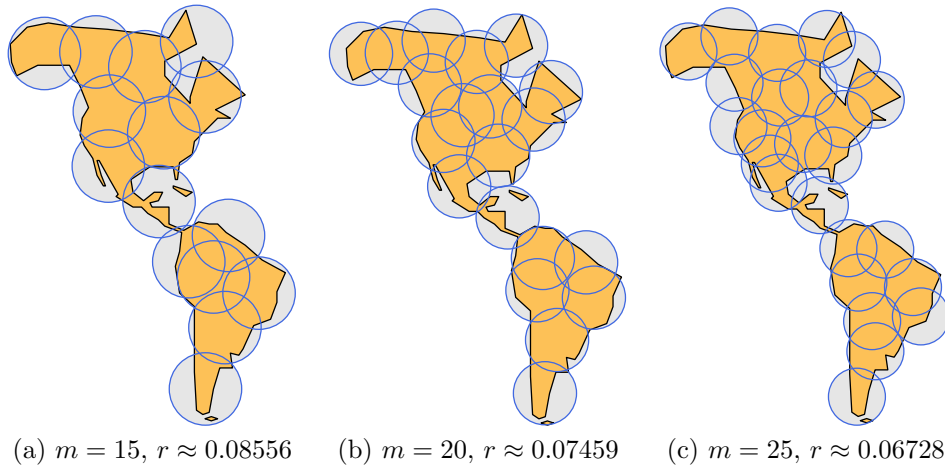 (a) m = 15, r ≈ 0.08556 (b) m = 20, r ≈ 0.07459 (c) m = 25, r ≈ 0.06728